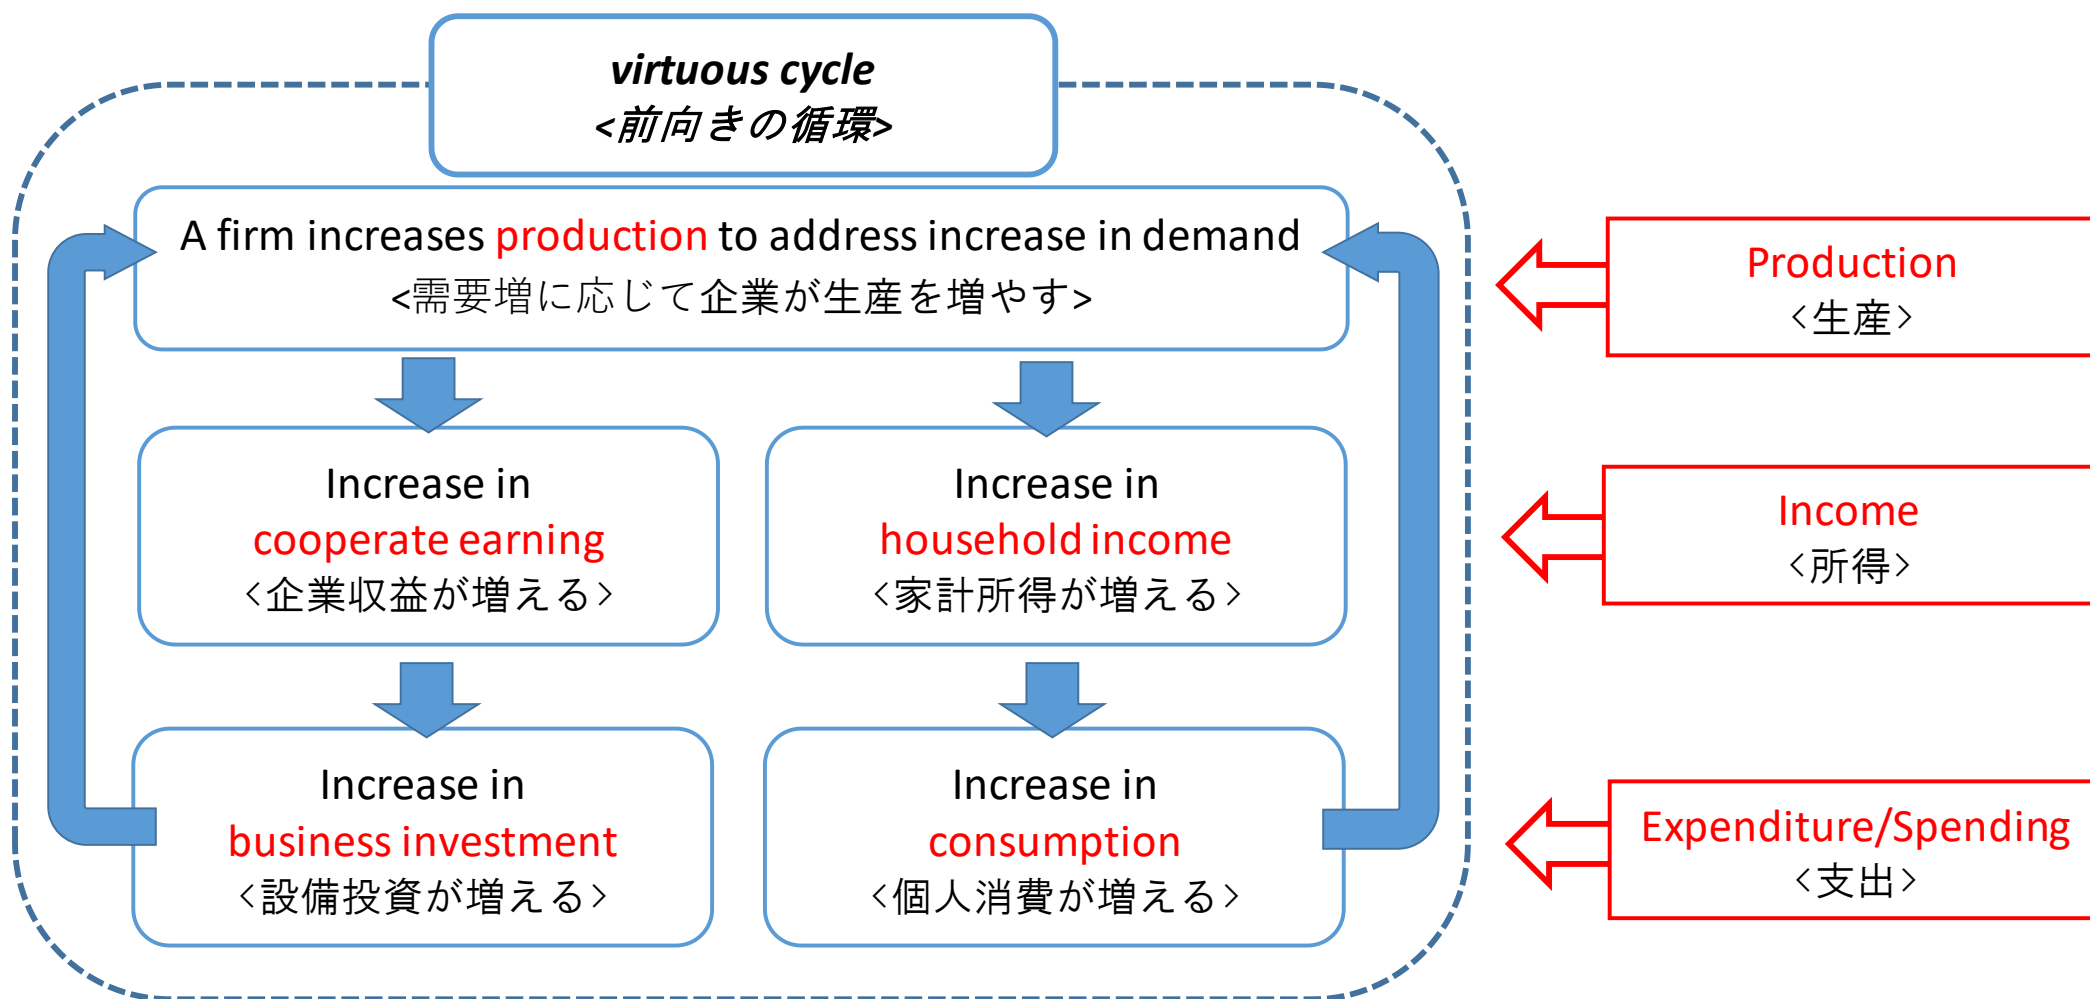 virtuous cycle
<前向きの循環>
A firm increases production to address increase in demand
<需要増に応じて企業が生産を増やす>
Production
<生産>
Increase in
cooperate earning
<企業収益が増える>
Increase in
household income
<家計所得が増える>
Income
<所得>
Increase in
business investment
<設備投資が増える>
Increase in
consumption
<個人消費が増える>
Expenditure/Spending
<支出>